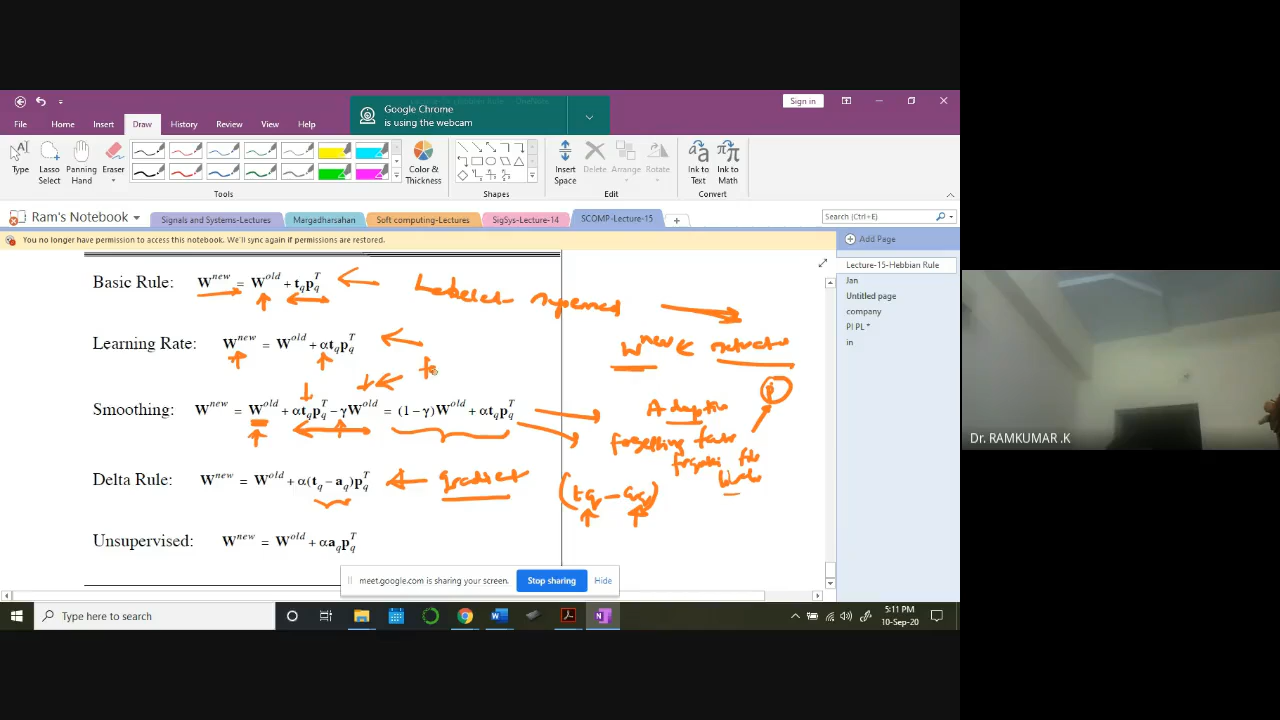 Google Chrome
is using the webcam
Sign in
File Home Insert Draw History Review View Help
Type Lasso Select Panning Hand Eraser Color & Thickness Insert Space Delete Arrange Rotate Ink to Text Ink to Math
Tools Shapes Edit Convert
Ram's Notebook Signals and Systems-Lectures Margadharsahan Soft computing-Lectures SigSys-Lecture-14 SCOMP-Lecture-15 Search (Ctrl+E)
You no longer have permission to access this notebook. We'll sync again if permissions are restored.
Add Page
Lecture-15-Hebbian Rule
Jan
Untitled page
company
PI PL *
in
Basic Rule: W^new = W^old + t_q p_q^T
Labeled
Learning Rate: W^new = W^old + αt_q p_q^T
W^new
Smoothing: W^new = W^old + αt_q p_q^T − γW^old = (1 − γ)W^old + αt_q p_q^T
Adaptive
forgetting
Delta Rule: W^new = W^old + α(t_q − a_q)p_q^T gradient (t_q − a_q)
Unsupervised: W^new = W^old + αa_q p_q^T
meet.google.com is sharing your screen. Stop sharing Hide
Type here to search
5:11 PM
10-Sep-20
Dr. RAMKUMAR .K